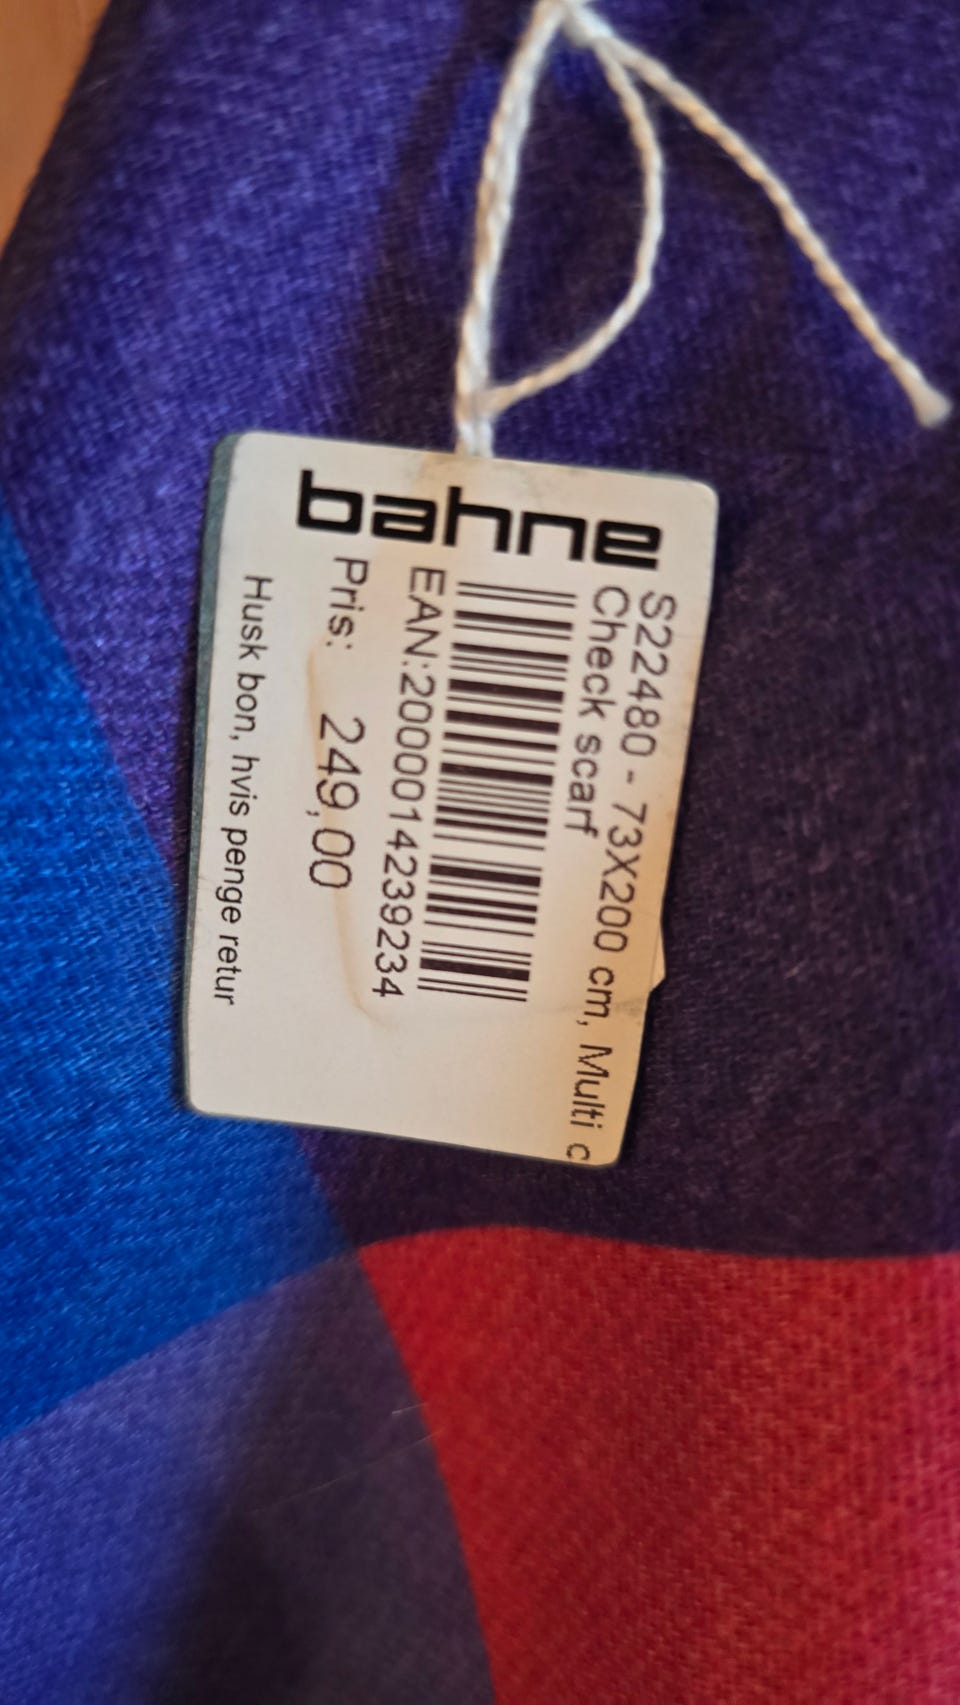 bahne
S22480 - 73X200 cm, Multi c
Check scarf
EAN:2000014239234
Pris: 249,00
Husk bon, hvis penge retur